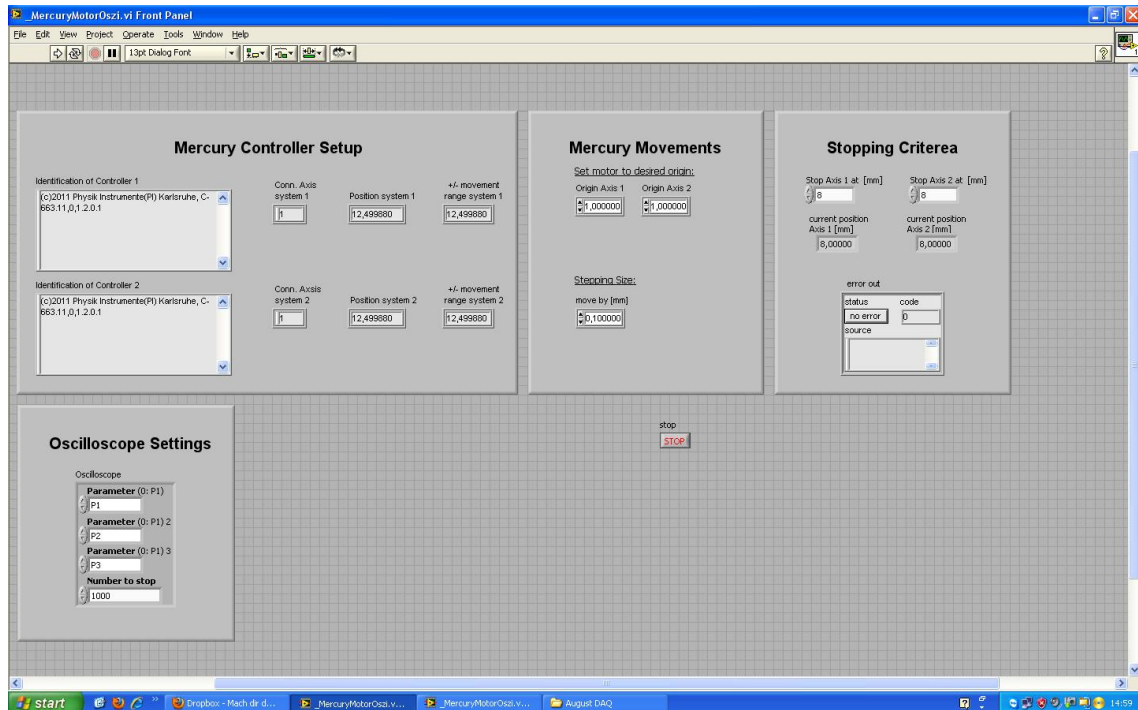 _MercuryMotorOszi.vi Front Panel
File Edit View Project Operate Tools Window Help
13pt Dialog Font
1
Mercury Controller Setup
Identification of Controller 1
(c)2011 Physik Instrumente(PI) Karlsruhe, C-
663.11,0,1.2.0.1
Conn. Axis
system 1
1
Position system 1
12,499880
+/- movement
range system 1
12,499880
Identification of Controller 2
(c)2011 Physik Instrumente(PI) Karlsruhe, C-
663.11,0,1.2.0.1
Conn. Axsis
system 2
1
Position system 2
12,499880
+/- movement
range system 2
12,499880
Mercury Movements
Set motor to desired origin:
Origin Axis 1 Origin Axis 2
1,000000 1,000000
Stepping Size:
move by [mm]
0,100000
Stopping Criterea
Stop Axis 1 at [mm] Stop Axis 2 at [mm]
8 8
current position
Axis 1 [mm]
8,00000
current position
Axis 2 [mm]
8,00000
error out
status code
no error 0
source
stop
STOP
Oscilloscope Settings
Oscilloscope
Parameter (0: P1)
P1
Parameter (0: P1) 2
P2
Parameter (0: P1) 3
P3
Number to stop
1000
start Dropbox - Mach dir d... _MercuryMotorOszi.v... _MercuryMotorOszi.v... August DAQ 14:59